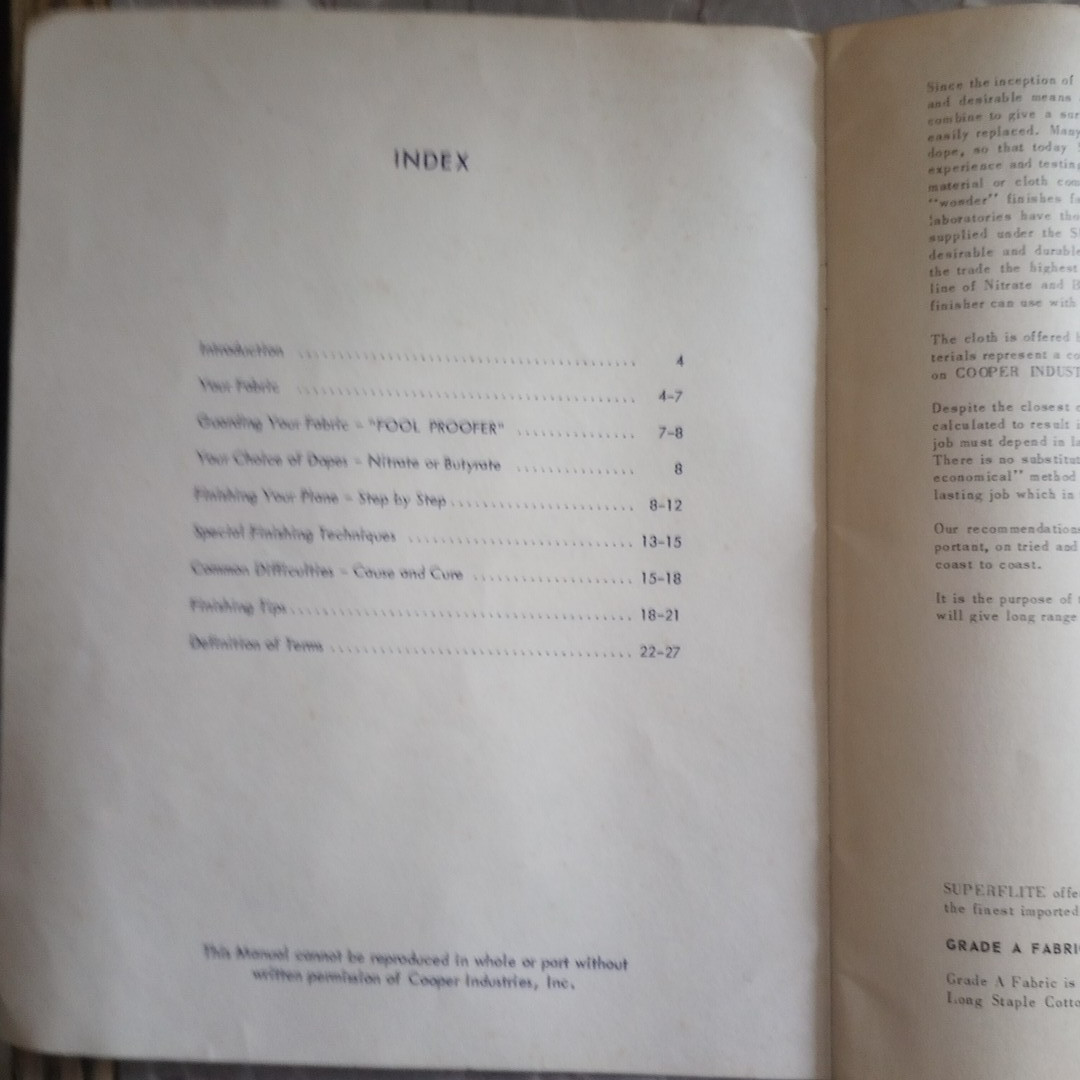 INDEX
Introduction .................................................. 4
Your Fabric .................................................. 4-7
Guarding Your Fabric - "FOOL PROOFER" ................. 7-8
Your Choice of Dopes - Nitrate or Butyrate ................. 8
Finishing Your Plane - Step by Step .......................... 8-12
Special Finishing Techniques ................................ 13-15
Common Difficulties - Cause and Cure ....................... 15-18
Finishing Tips ................................................ 18-21
Definition of Terms .......................................... 22-27
This Manual cannot be reproduced in whole or part without
written permission of Cooper Industries, Inc.
Since the inception of
and desirable means
combine to give a
easily replaced. Many
dope, so that today
experience and testing
material or cloth
"wonder" finishes
laboratories have
supplied under the
desirable and durable
the trade the highest
line of Nitrate and
finisher can use with
The cloth is offered
terials represent a
on COOPER
Despite the closest
calculated to result
job must depend in
There is no
economical" method
lasting job which in
Our recommendations
portant, on tried and
coast to coast.
It is the purpose of
will give long range
SUPERFLITE
the finest imported
GRADE A
Grade A Fabric is
Long Staple